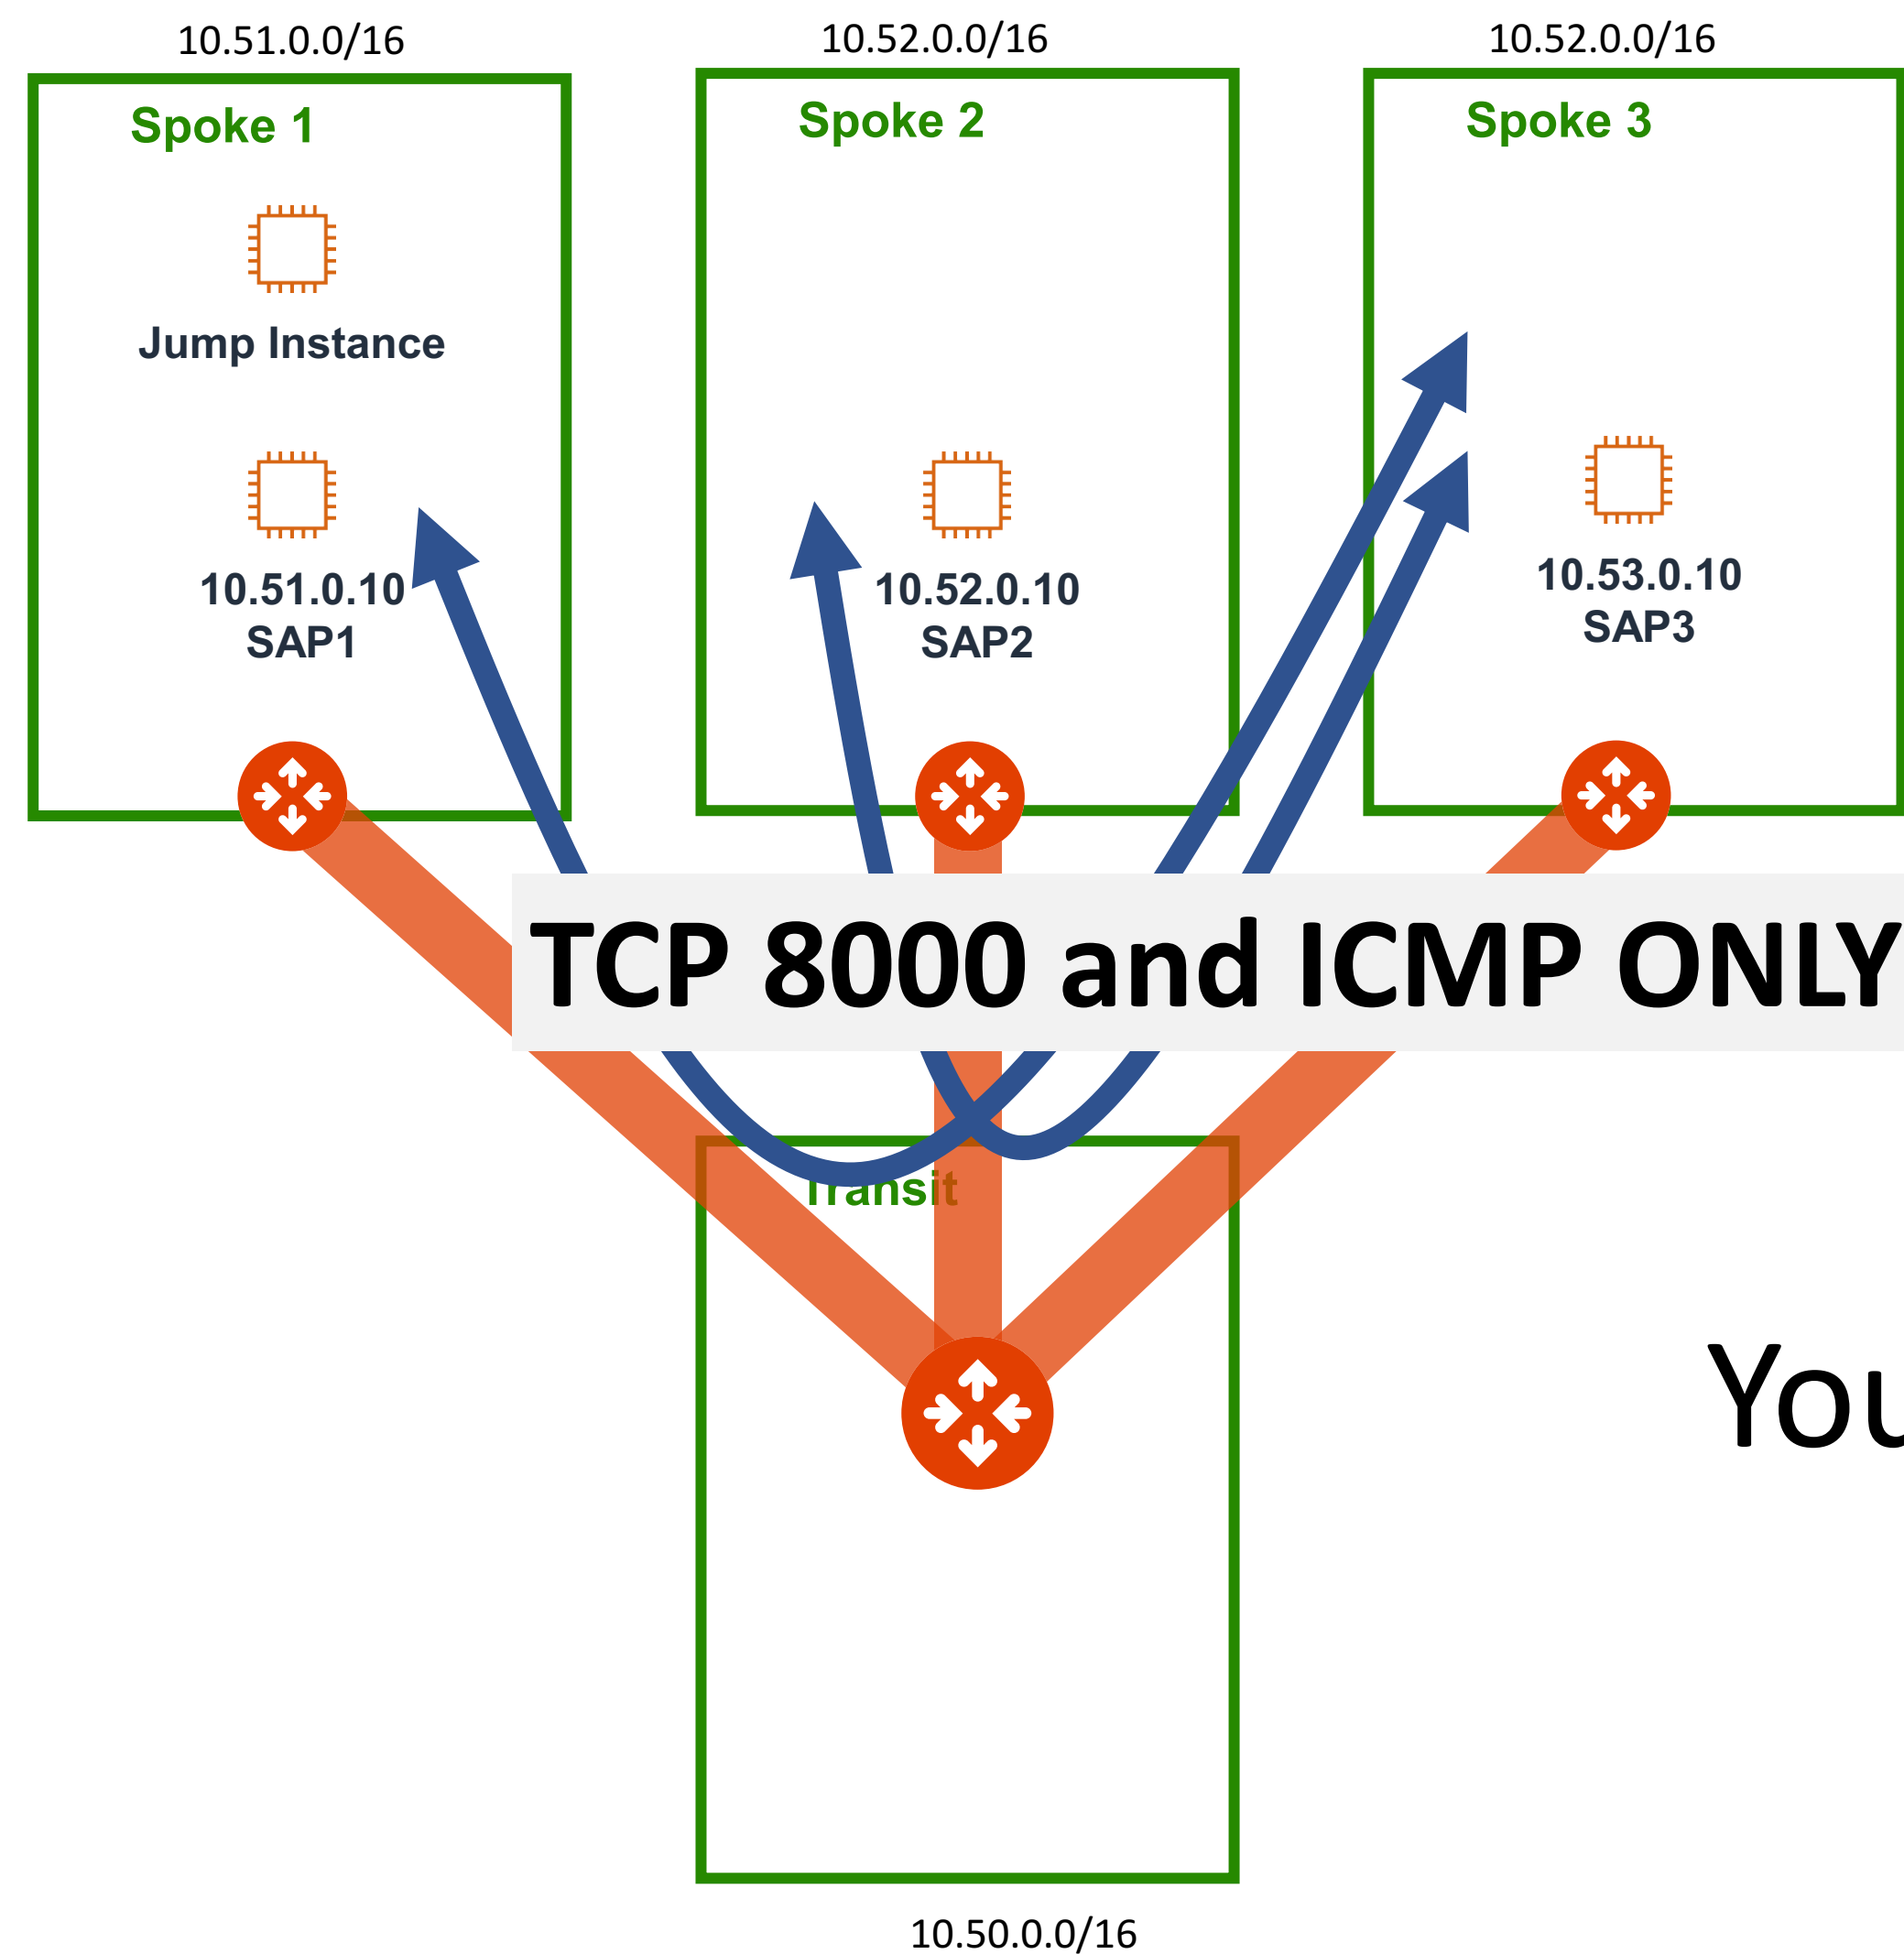 10.51.0.0/16
10.52.0.0/16
10.52.0.0/16
Spoke 1
Spoke 2
Spoke 3
Jump Instance
10.51.0.10
SAP1
10.52.0.10
SAP2
10.53.0.10
SAP3
TCP 8000 and ICMP ONLY
Transit
You
10.50.0.0/16